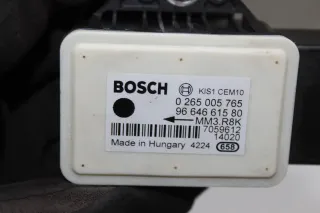 BOSCH KIS1 CEM10
0 265 005 765
96 646 615 80
MM3.R8K
7059612
14020
Made in Hungary 4224 658